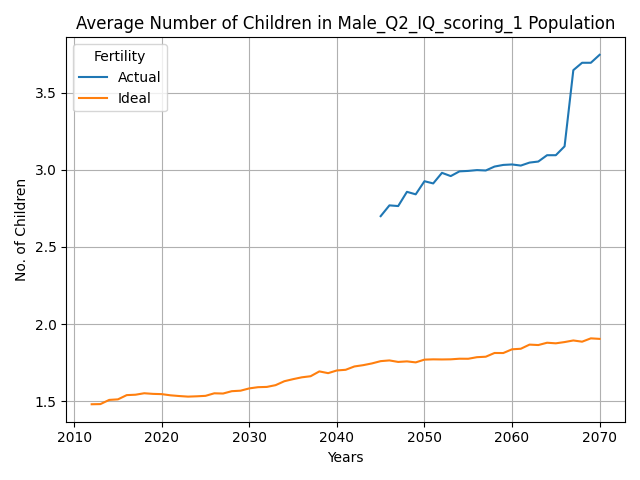 Average Number of Children in Male_Q2_IQ_scoring_1 Population
Fertility
Actual
Ideal
No. of Children
3.5
3.0
2.5
2.0
1.5
2010 2020 2030 2040 2050 2060 2070
Years